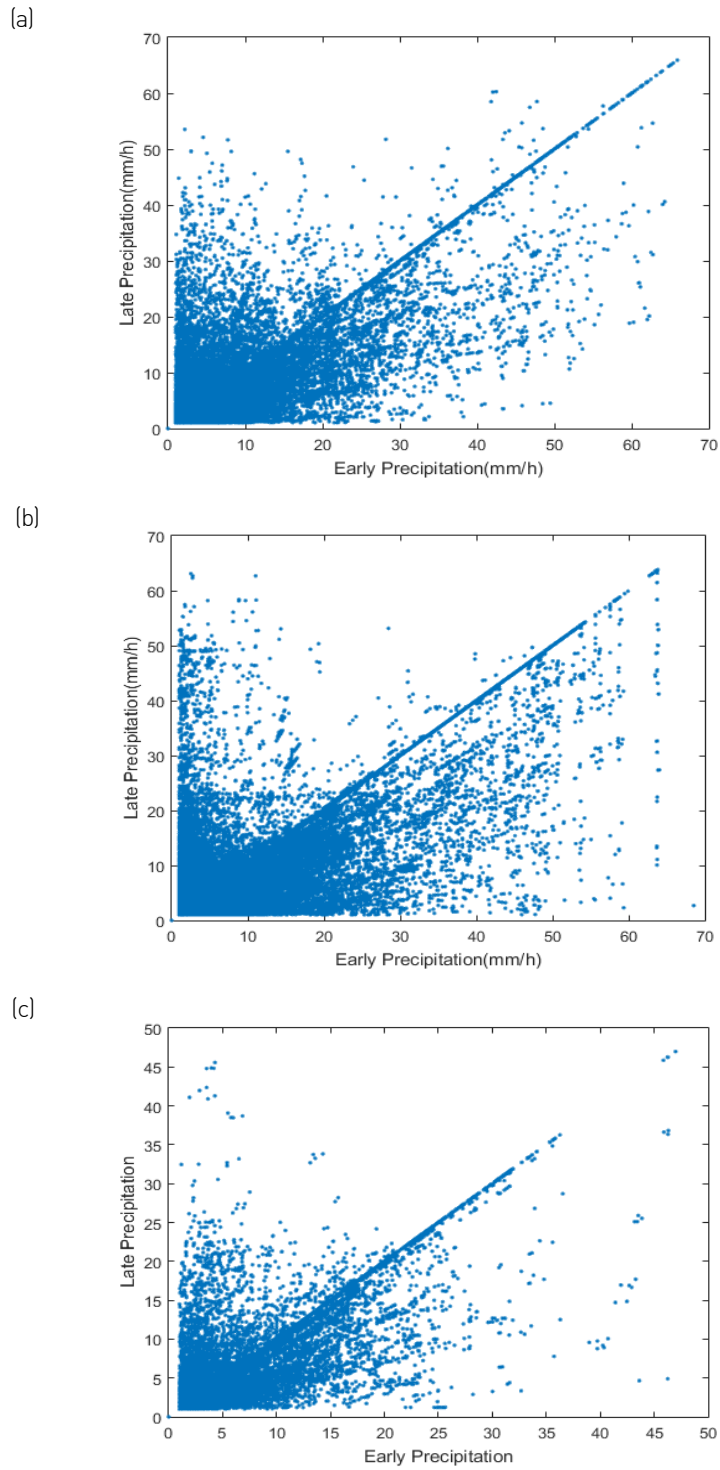 (a)
70
60
50
40
30
20
10
0
Late Precipitation(mm/h)
0 10 20 30 40 50 60 70
Early Precipitation(mm/h)
(b)
70
60
50
40
30
20
10
0
Late Precipitation(mm/h)
0 10 20 30 40 50 60 70
Early Precipitation(mm/h)
(c)
50
45
40
35
30
25
20
15
10
5
0
Late Precipitation
0 5 10 15 20 25 30 35 40 45 50
Early Precipitation